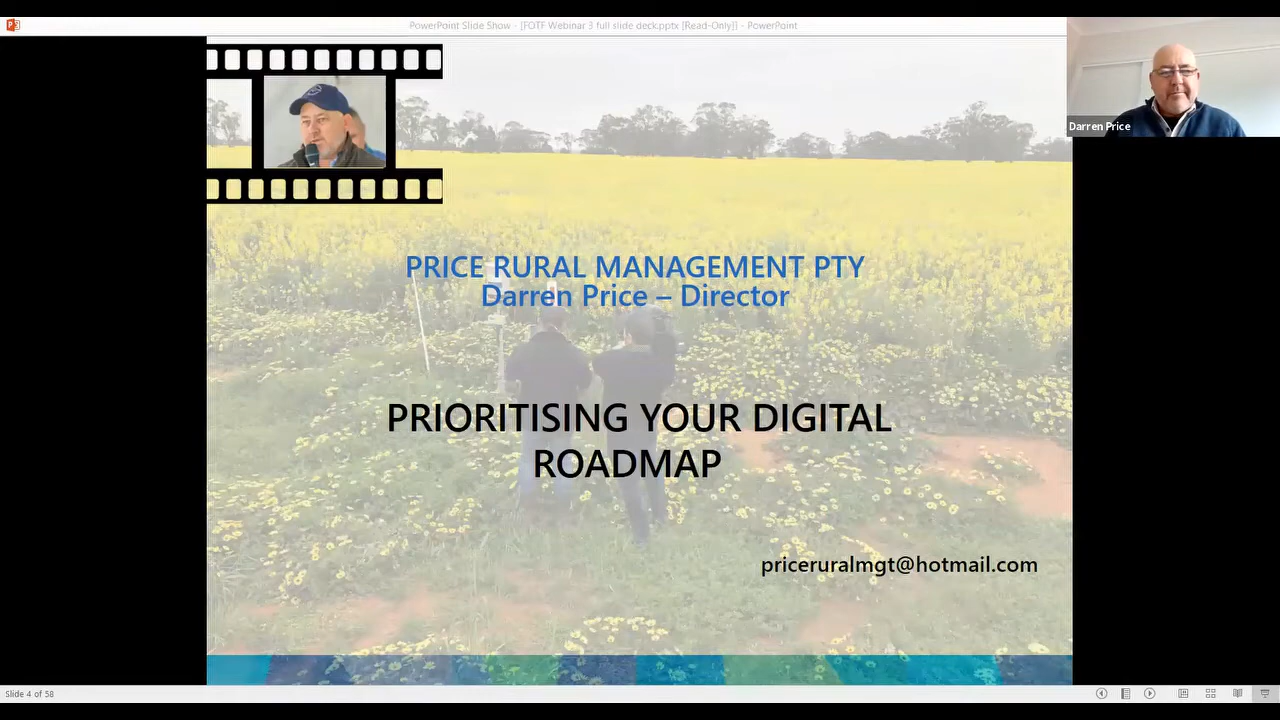 PowerPoint Slide Show - [FOTF Webinar 3 full slide deck.pptx [Read-Only]] - PowerPoint
Darren Price
PRICE RURAL MANAGEMENT PTY
Darren Price – Director
PRIORITISING YOUR DIGITAL
ROADMAP
priceruralmgt@hotmail.com
Slide 4 of 58